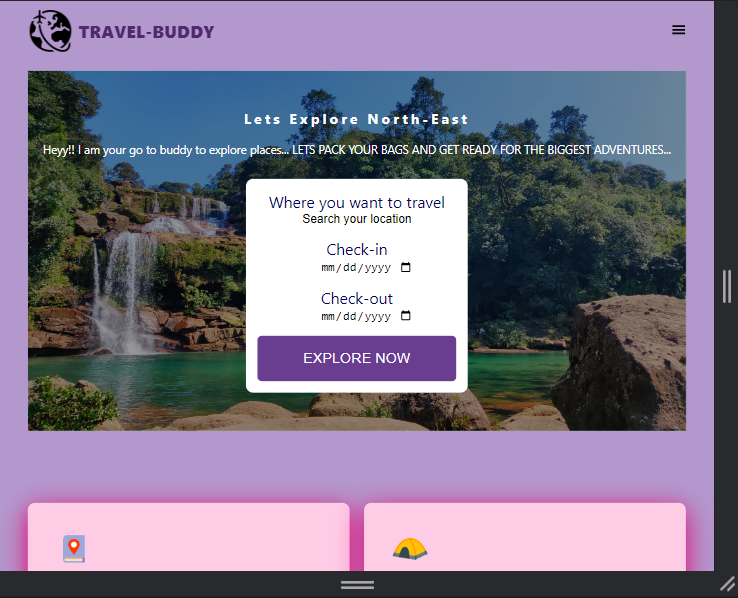 TRAVEL-BUDDY
Lets Explore North-East
Heyy!! I am your go to buddy to explore places... LETS PACK YOUR BAGS AND GET READY FOR THE BIGGEST ADVENTURES...
Where you want to travel
Search your location
Check-in
mm/dd/yyyy
Check-out
mm/dd/yyyy
EXPLORE NOW